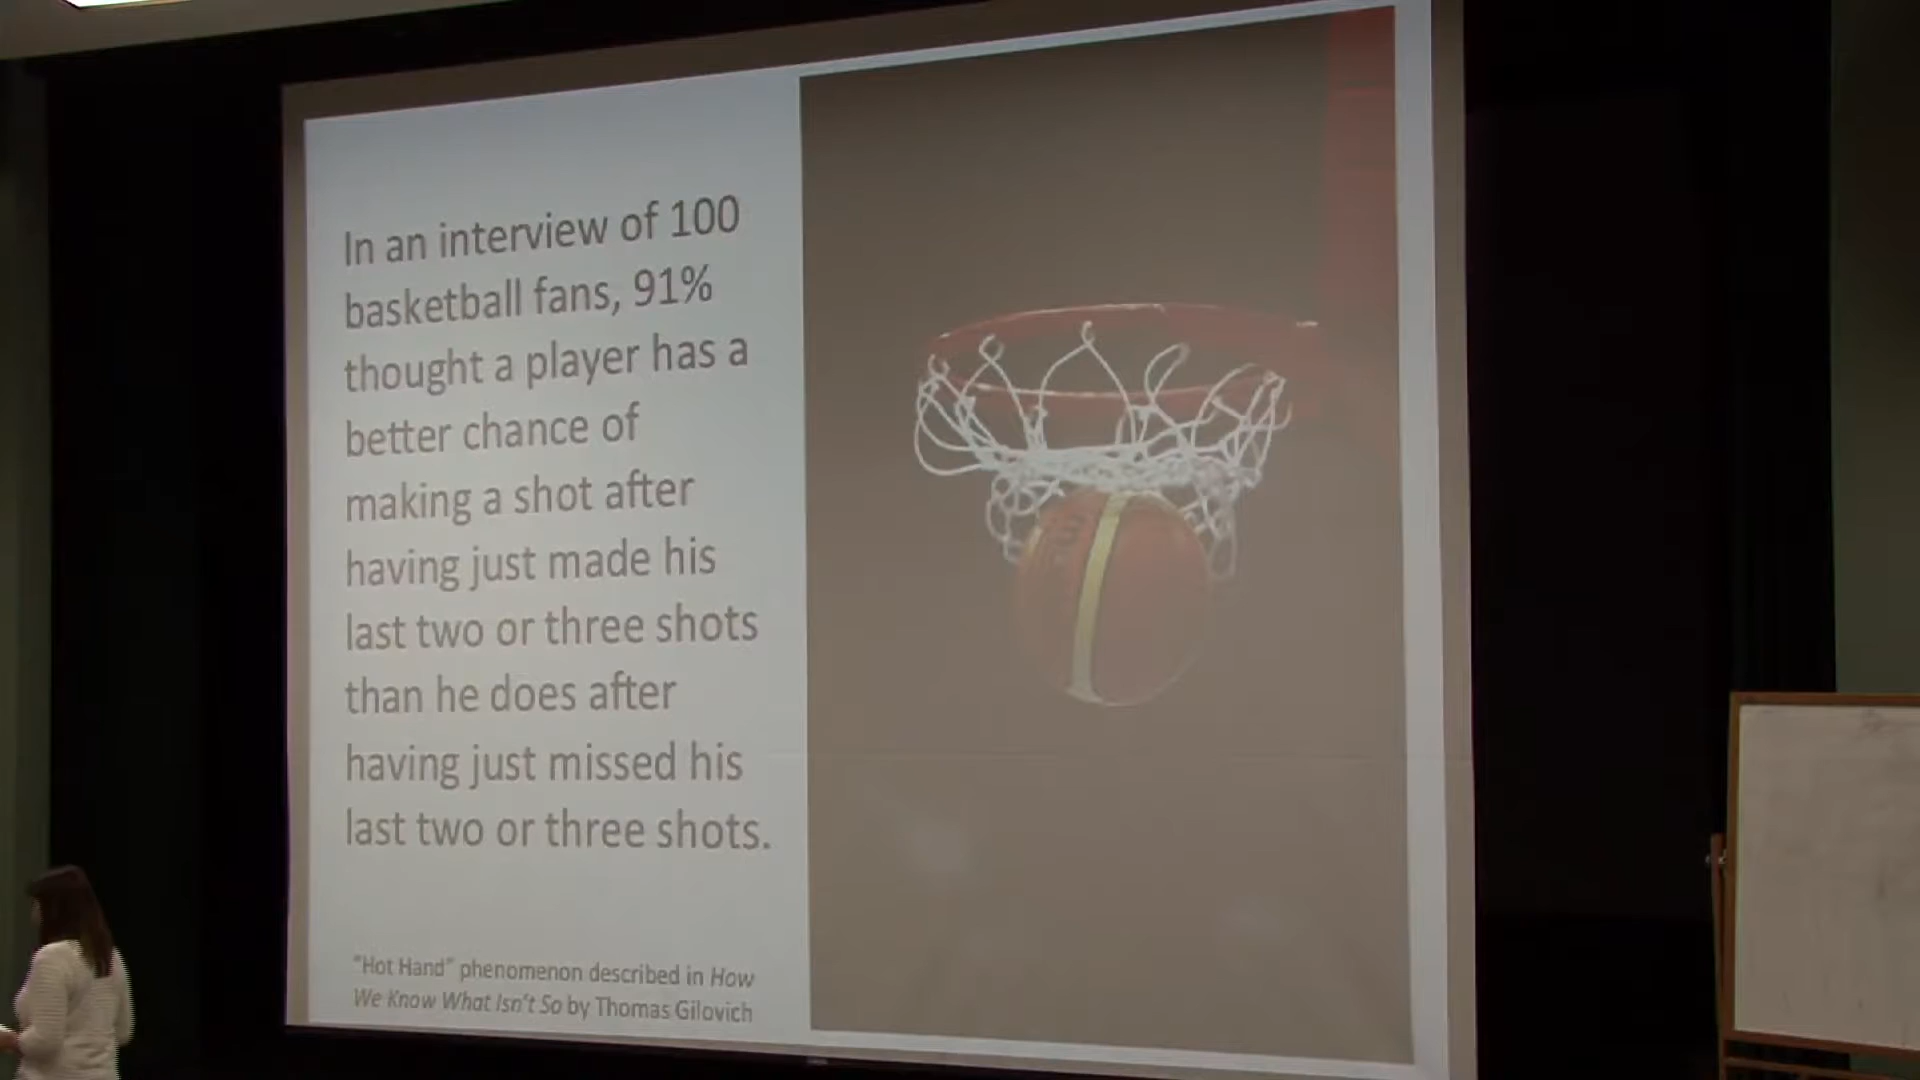 In an interview of 100
basketball fans, 91%
thought a player has a
better chance of
making a shot after
having just made his
last two or three shots
than he does after
having just missed his
last two or three shots.
"Hot Hand" phenomenon described in How
We Know What Isn't So by Thomas Gilovich